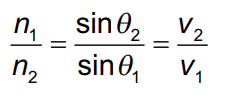 n₁/n₂ = sin θ₂/sin θ₁ = v₂/v₁